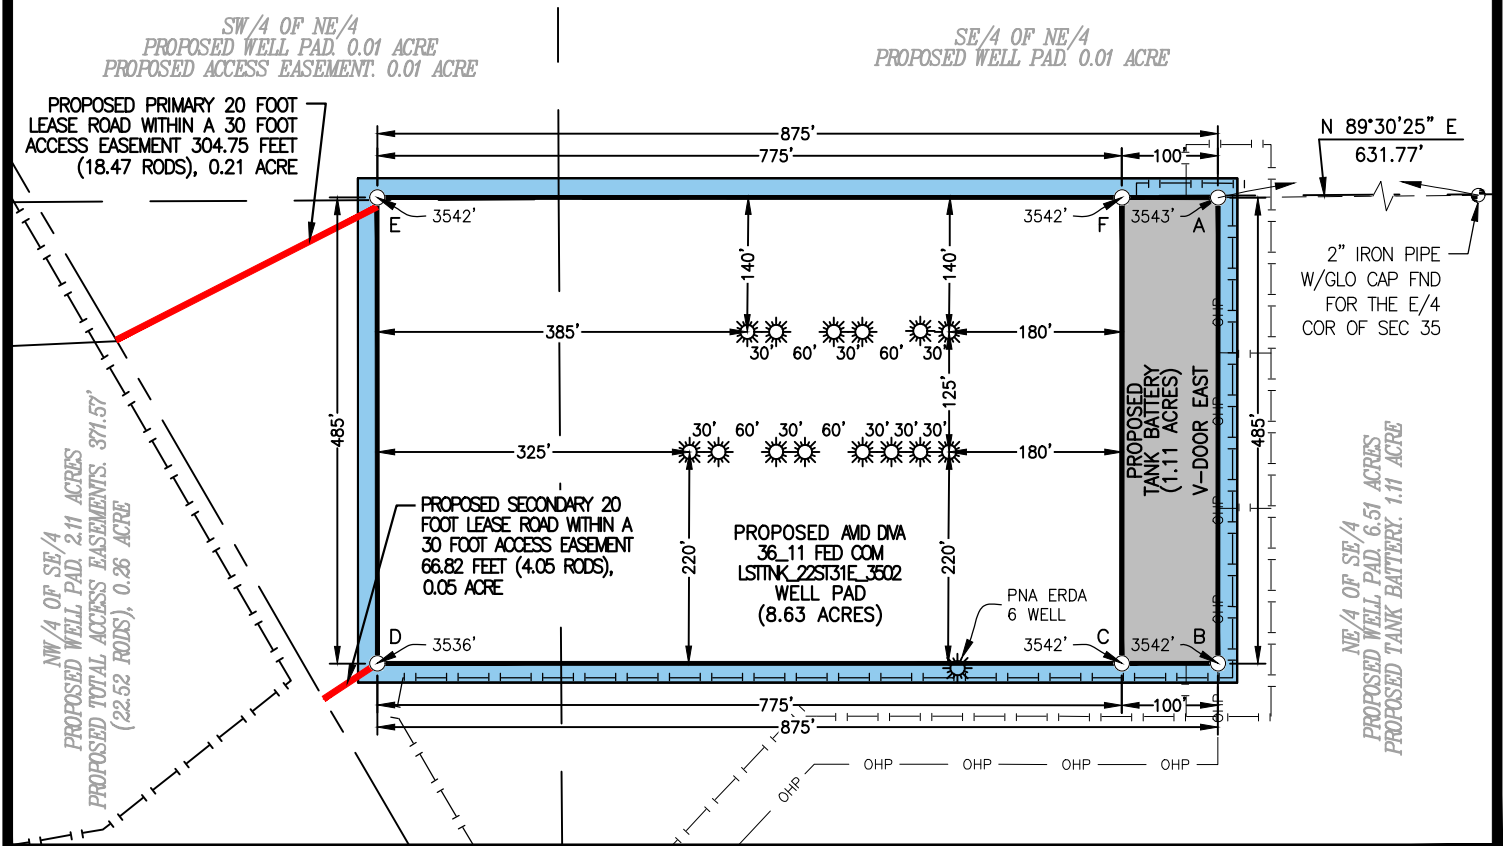 SW/4 OF NE/4
PROPOSED WELL PAD. 0.01 ACRE
PROPOSED ACCESS EASEMENT. 0.01 ACRE
SE/4 OF NE/4
PROPOSED WELL PAD. 0.01 ACRE
PROPOSED PRIMARY 20 FOOT
LEASE ROAD WITHIN A 30 FOOT
ACCESS EASEMENT 304.75 FEET
(18.47 RODS), 0.21 ACRE
875'
775'
100'
N 89°30'25" E
631.77'
3542'
E
3542'
F
3543'
A
2" IRON PIPE
W/GLO CAP FND
FOR THE E/4
COR OF SEC 35
140'
140'
385'
180'
30'
60'
30'
60'
30'
125'
30'
60'
30'
60'
30'
30'
30'
325'
180'
485'
485'
PROPOSED
TANK BATTERY
(1.11 ACRES)
V-DOOR EAST
OHP
OHP
OHP
OHP
OHP
PROPOSED SECONDARY 20
FOOT LEASE ROAD WITHIN A
30 FOOT ACCESS EASEMENT
66.82 FEET (4.05 RODS),
0.05 ACRE
220'
220'
PROPOSED AMD DIVA
36_11 FED COM
LSTTNK_22ST31E_3502
WELL PAD
(8.63 ACRES)
PNA ERDA
6 WELL
D
3536'
3542'
C
3542'
B
775'
100'
875'
OHP
OHP
OHP
OHP
OHP
NW/4 OF SE/4
PROPOSED WELL PAD. 2.11 ACRES
PROPOSED TOTAL ACCESS EASEMENTS. 371.57'
(22.52 RODS), 0.26 ACRE
NE/4 OF SE/4
PROPOSED WELL PAD. 6.51 ACRES
PROPOSED TANK BATTERY. 1.11 ACRE